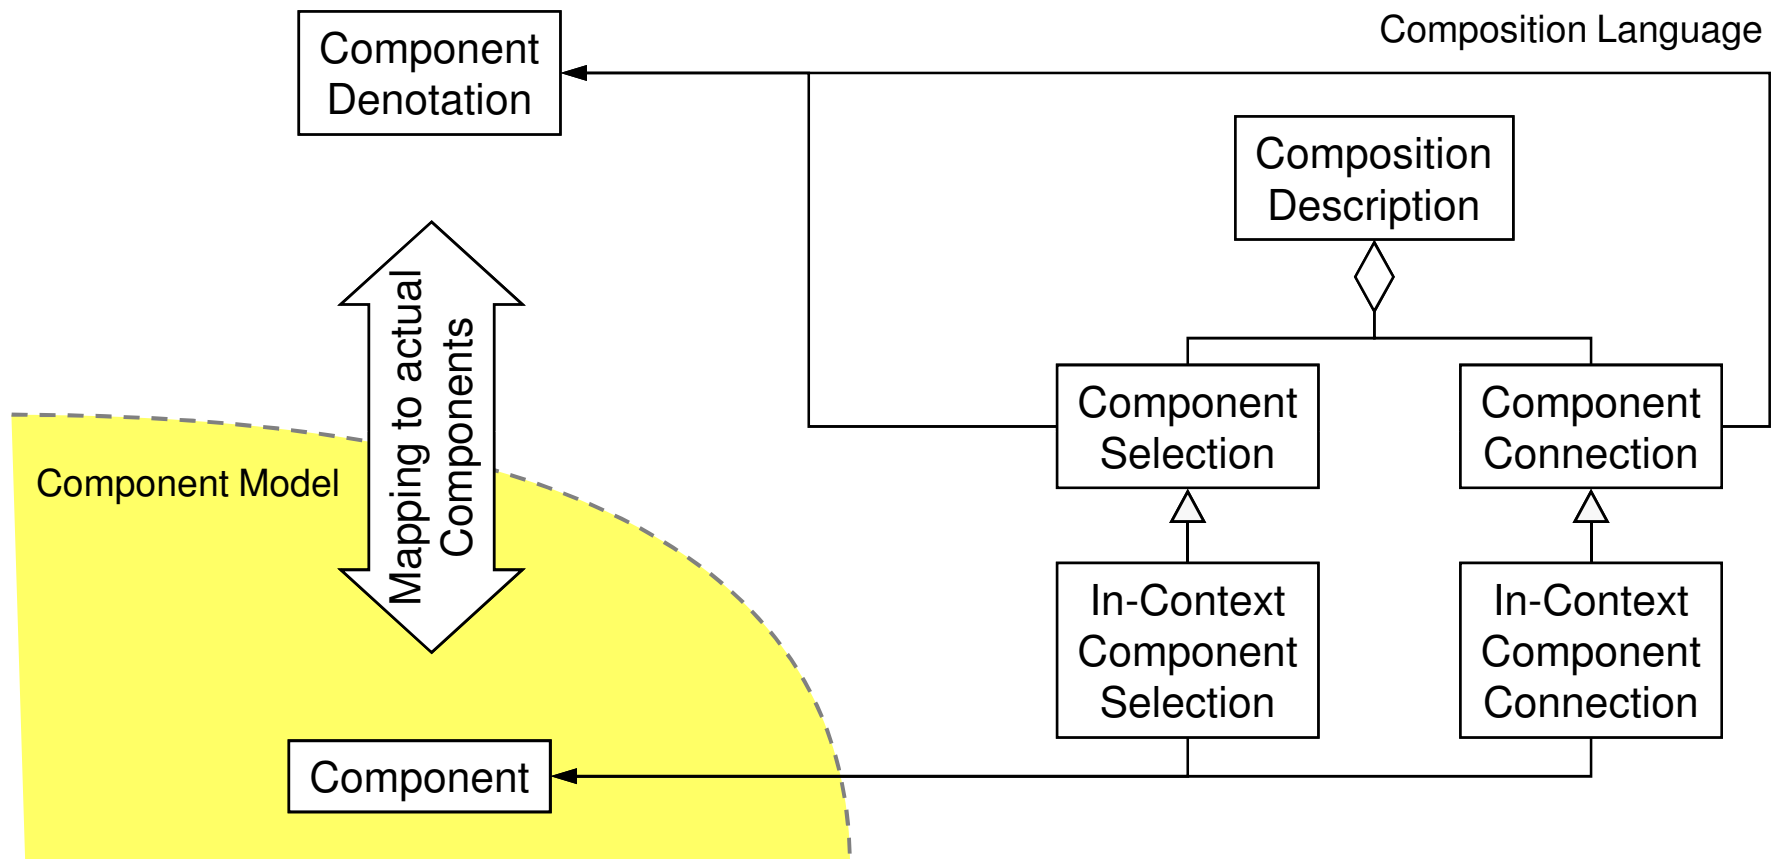 Composition Language
Component
Denotation
Composition
Description
Mapping to actual
Components
Component
Selection
Component
Connection
Component Model
In-Context
Component
Selection
In-Context
Component
Connection
Component